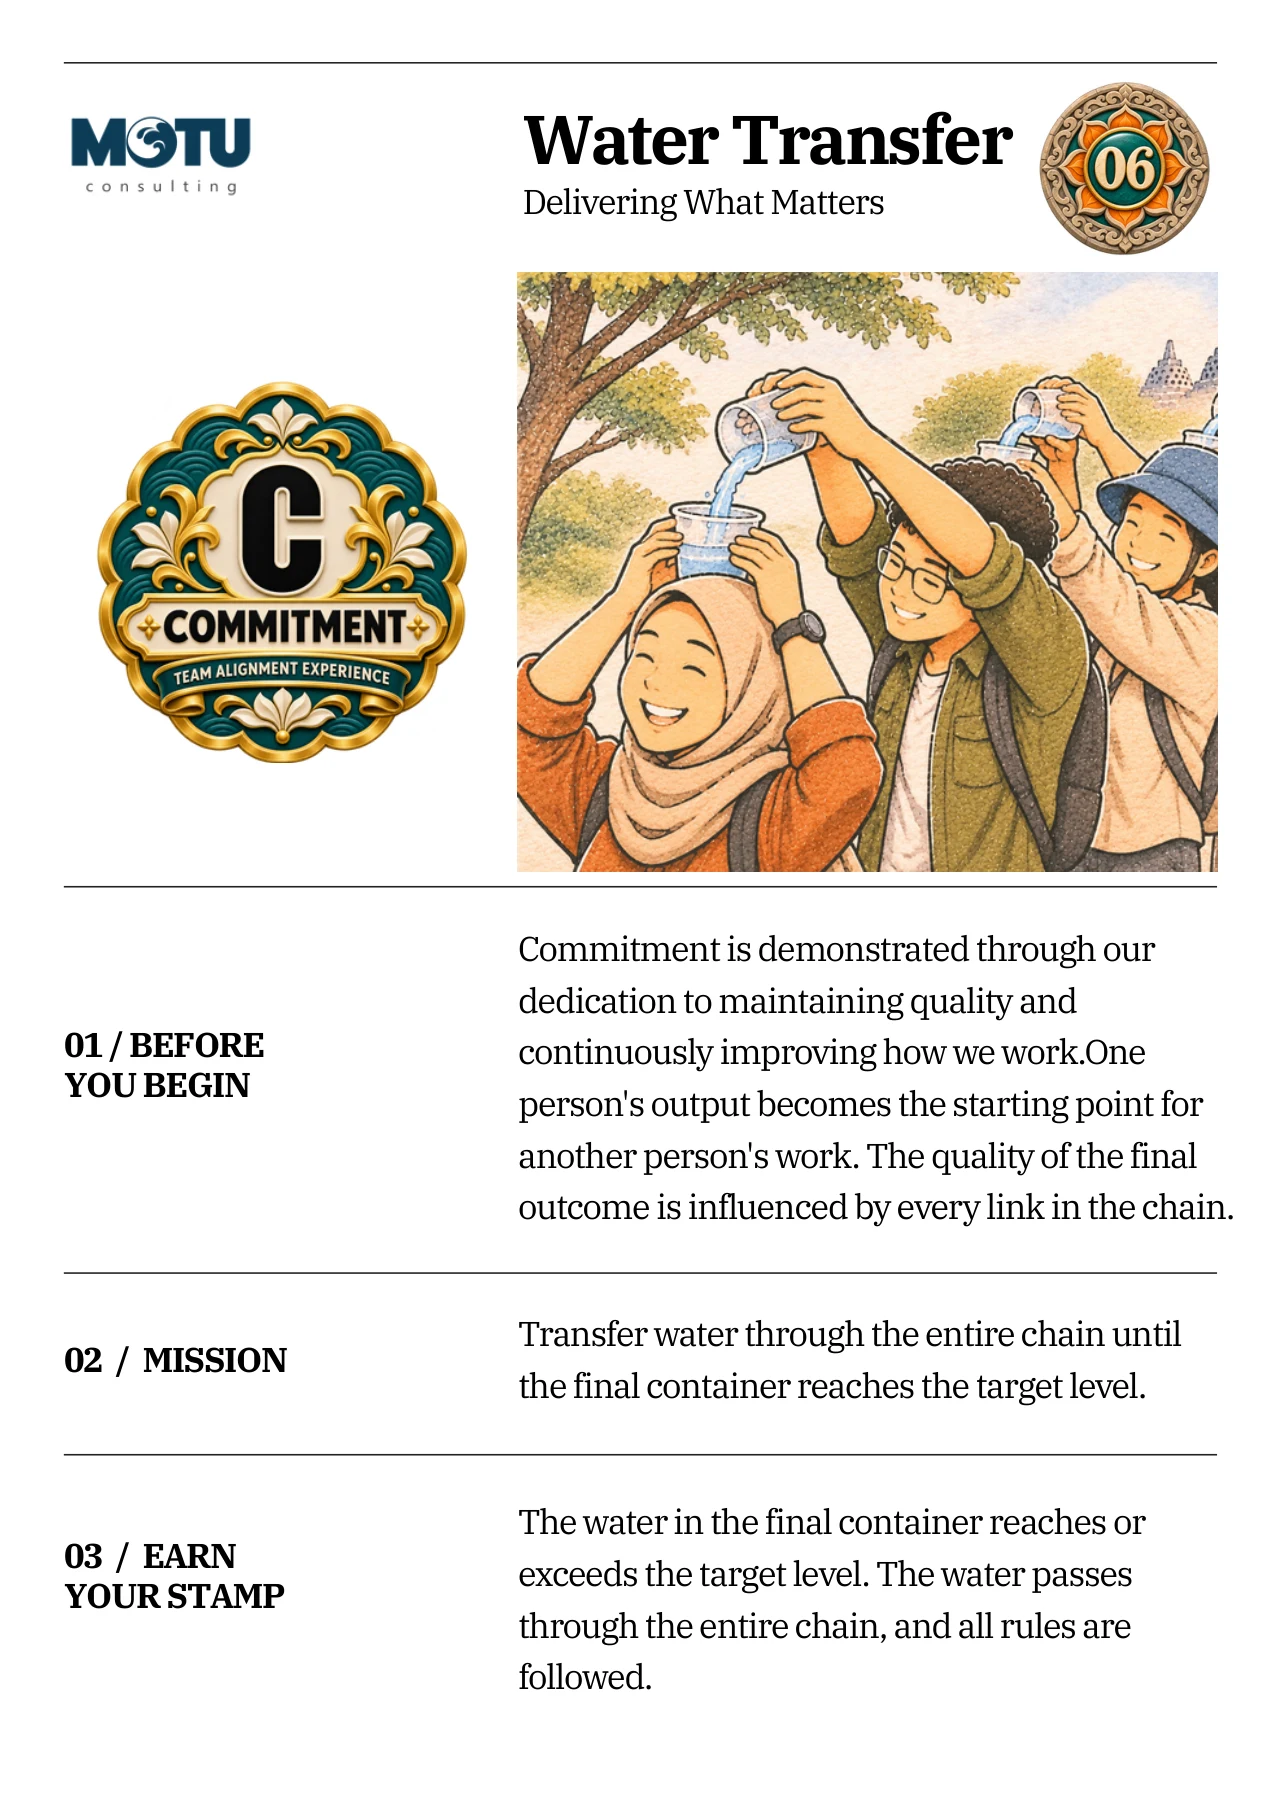 MOTU
consulting
Water Transfer
Delivering What Matters
06
C
COMMITMENT
TEAM ALIGNMENT EXPERIENCE
01 / BEFORE
YOU BEGIN
Commitment is demonstrated through our
dedication to maintaining quality and
continuously improving how we work.One
person's output becomes the starting point for
another person's work. The quality of the final
outcome is influenced by every link in the chain.
02 / MISSION
Transfer water through the entire chain until
the final container reaches the target level.
03 / EARN
YOUR STAMP
The water in the final container reaches or
exceeds the target level. The water passes
through the entire chain, and all rules are
followed.